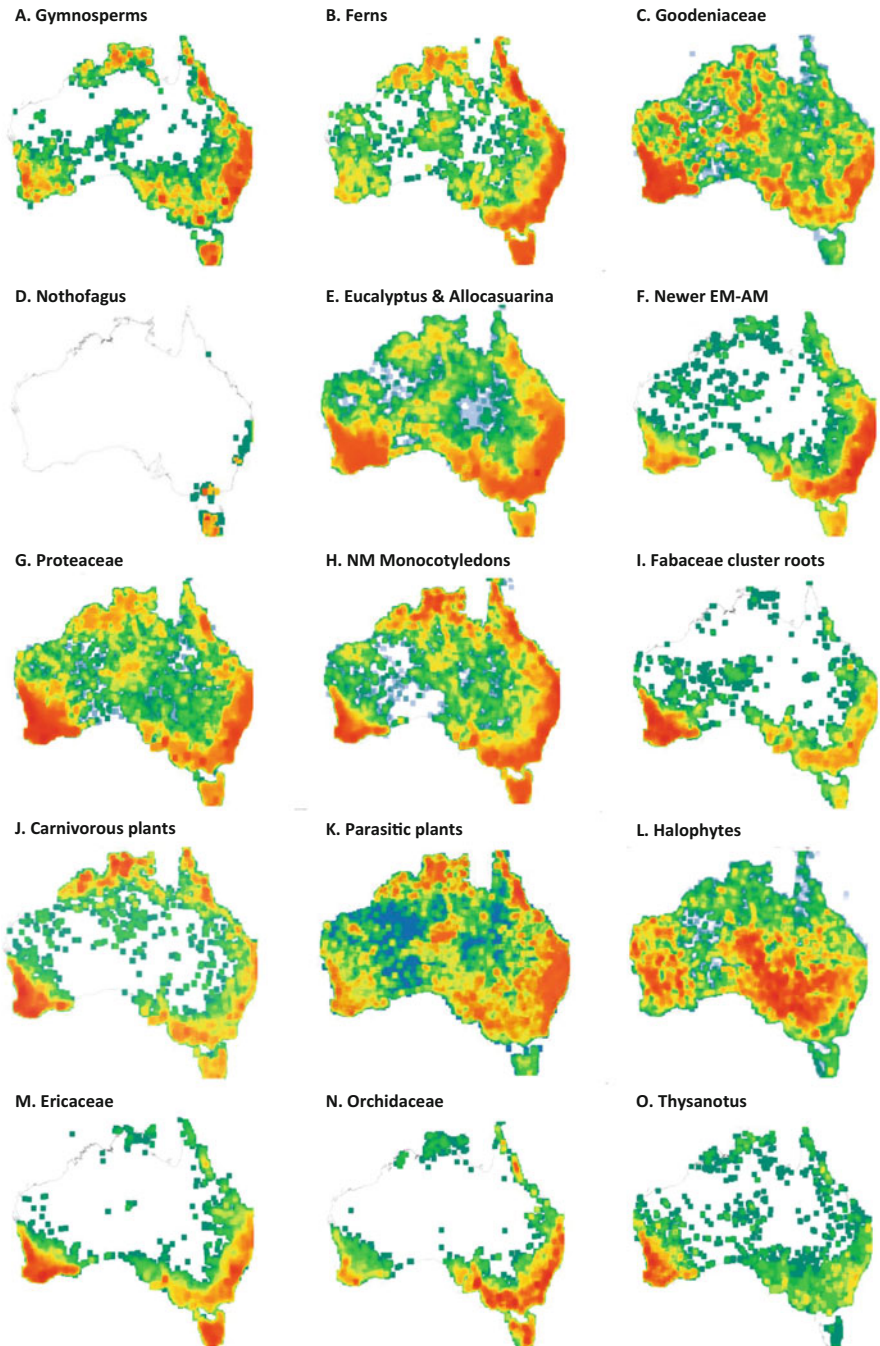 A. Gymnosperms
B. Ferns
C. Goodeniaceae
D. Nothofagus
E. Eucalyptus & Allocasuarina
F. Newer EM-AM
G. Proteaceae
H. NM Monocotyledons
I. Fabaceae cluster roots
J. Carnivorous plants
K. Parasitic plants
L. Halophytes
M. Ericaceae
N. Orchidaceae
O. Thysanotus